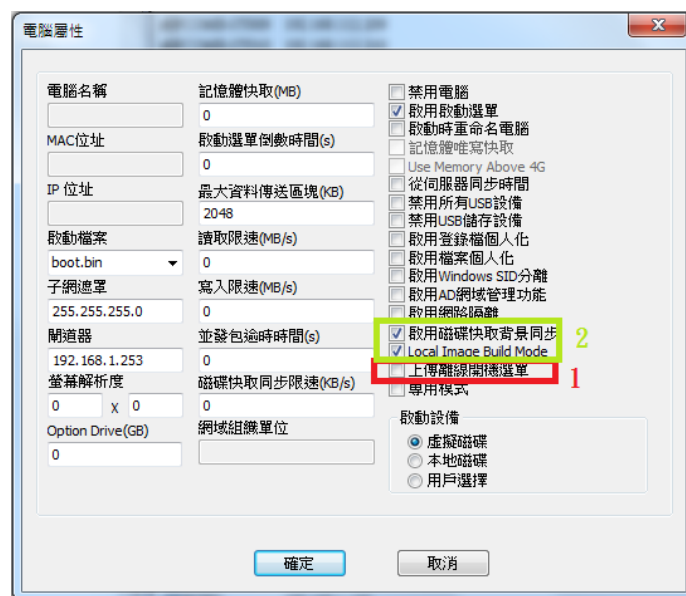 電腦屬性
電腦名稱
MAC位址
IP 位址
啟動檔案
boot.bin
子網遮罩
255.255.255.0
閘道器
192.168.1.253
螢幕解析度
0 x 0
Option Drive(GB)
0
記憶體快取(MB)
0
啟動選單倒數時間(s)
0
最大資料傳送區塊(KB)
2048
讀取限速(MB/s)
0
寫入限速(MB/s)
0
並發包逾時時間(s)
0
磁碟快取同步限速(KB/s)
0
網域組織單位
禁用電腦
啟用啟動選單
啟動時重命名電腦
記憶體唯寫快取
Use Memory Above 4G
從伺服器同步時間
禁用所有USB設備
禁用USB儲存設備
啟用登錄檔個人化
啟用檔案個人化
啟用Windows SID分離
啟用AD網域管理功能
啟用網路隔離
啟用磁碟快取背景同步
Local Image Build Mode
2
上傳離線開機選單
1
專用模式
啟動設備
虛擬磁碟
本地磁碟
用戶選擇
確定
取消